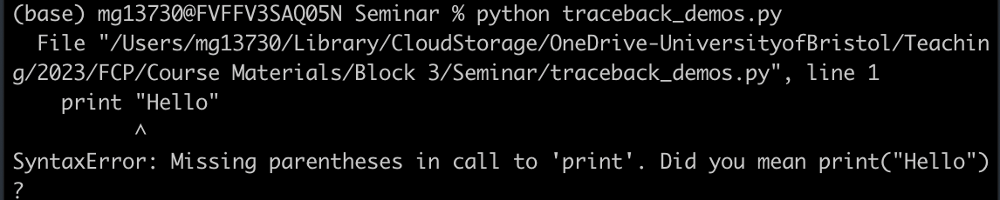 (base) mg13730@FVFFV3SAQ05N Seminar % python traceback_demos.py
  File "/Users/mg13730/Library/CloudStorage/OneDrive-UniversityofBristol/Teachin
g/2023/FCP/Course Materials/Block 3/Seminar/traceback_demos.py", line 1
    print "Hello"
          ^
SyntaxError: Missing parentheses in call to 'print'. Did you mean print("Hello")
?